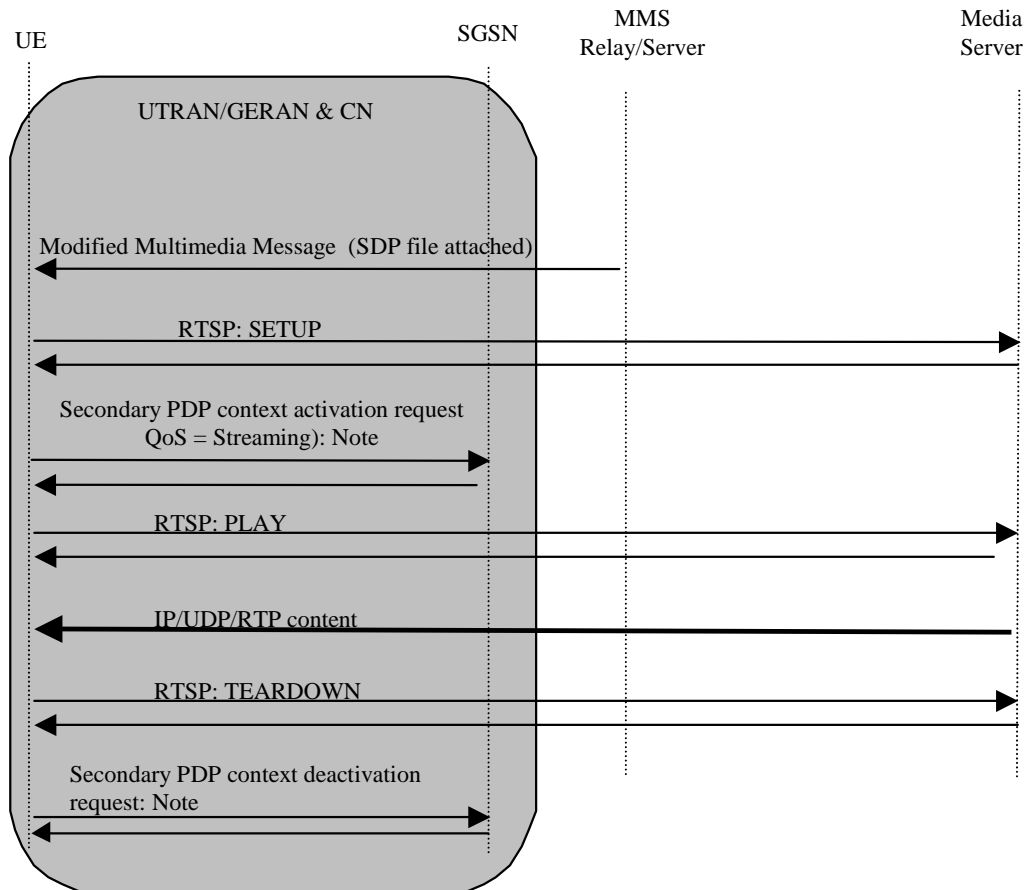 UE
SGSN
MMS
Relay/Server
Media
Server
UTRAN/GERAN & CN
Modified Multimedia Message (SDP file attached)
RTSP: SETUP
Secondary PDP context activation request
QoS = Streaming): Note
RTSP: PLAY
IP/UDP/RTP content
RTSP: TEARDOWN
Secondary PDP context deactivation
request: Note